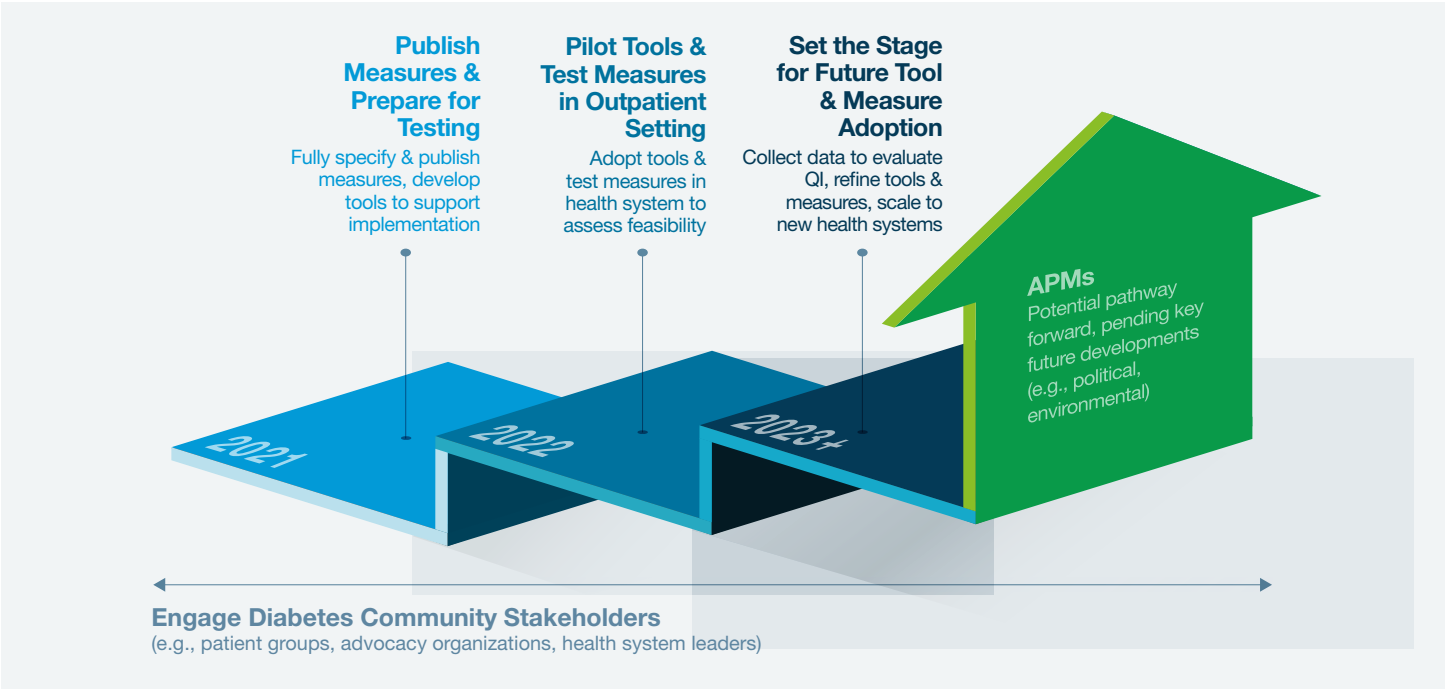 Publish
Measures &
Prepare for
Testing
Fully specify & publish
measures, develop
tools to support
implementation
Pilot Tools &
Test Measures
in Outpatient
Setting
Adopt tools &
test measures in
health system to
assess feasibility
Set the Stage
for Future Tool
& Measure
Adoption
Collect data to evaluate
QI, refine tools &
measures, scale to
new health systems
APMs
Potential pathway
forward, pending key
future developments
(e.g., political,
environmental)
2021
2022
2023+
Engage Diabetes Community Stakeholders
(e.g., patient groups, advocacy organizations, health system leaders)